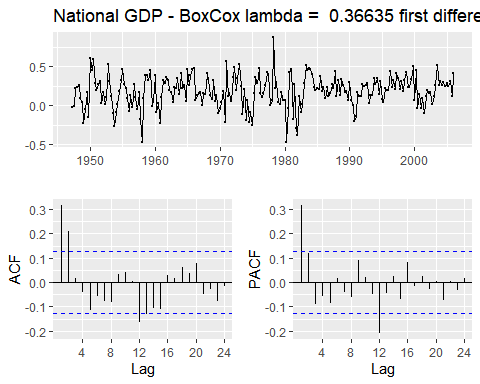 National GDP - BoxCox lambda =  0.36635 first differe
0.5
0.0
-0.5
1950 1960 1970 1980 1990 2000
ACF
0.3
0.2
0.1
0.0
-0.1
-0.2
4 8 12 16 20 24
Lag
PACF
0.3
0.2
0.1
0.0
-0.1
-0.2
4 8 12 16 20 24
Lag